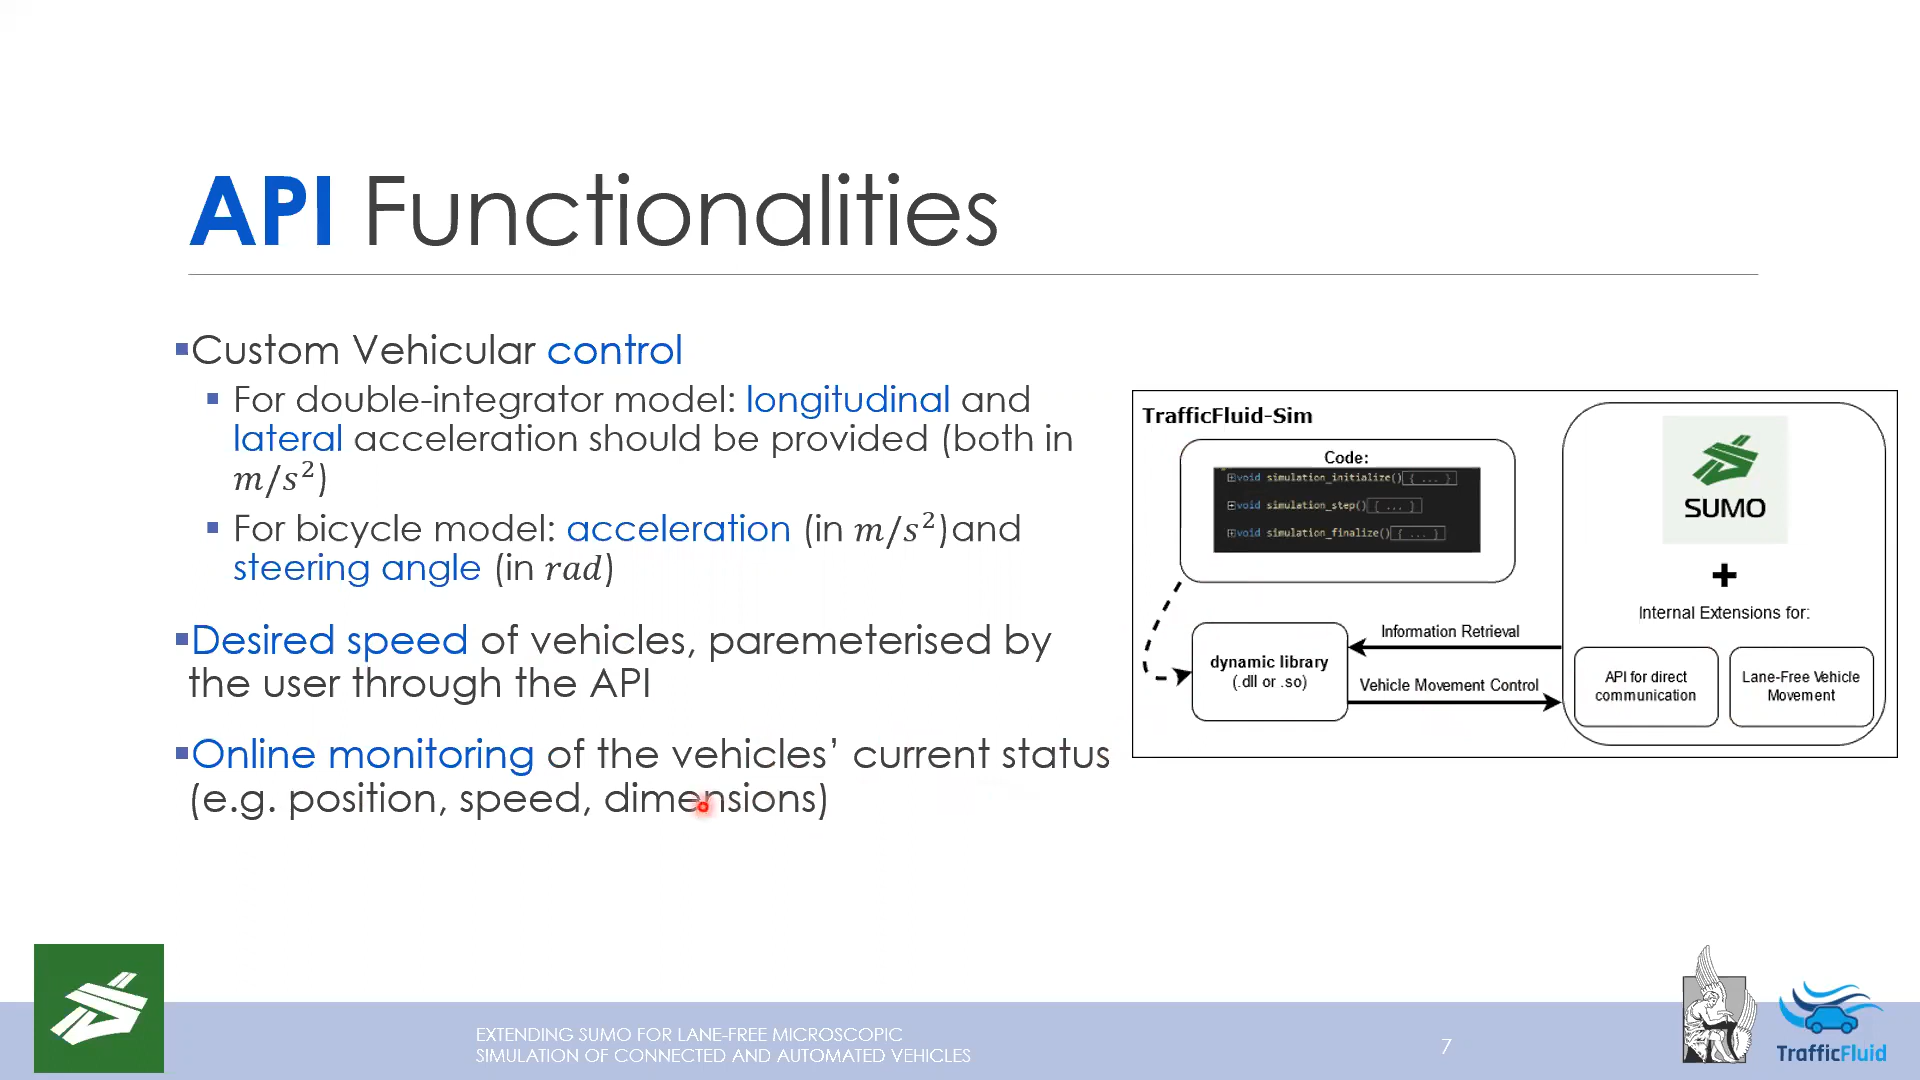 API Functionalities
▪Custom Vehicular control
▪ For double-integrator model: longitudinal and
lateral acceleration should be provided (both in
m/s²)
▪ For bicycle model: acceleration (in m/s²)and
steering angle (in rad)
▪Desired speed of vehicles, paremeterised by
the user through the API
▪Online monitoring of the vehicles’ current status
(e.g. position, speed, dimensions)
TrafficFluid-Sim
Code:
void simulation_initialize(){ ... }
void simulation_step(){ ... }
void simulation_finalize(){ ... }
dynamic library
(.dll or .so)
Information Retrieval
Vehicle Movement Control
SUMO
+
Internal Extensions for:
API for direct
communication
Lane-Free Vehicle
Movement
EXTENDING SUMO FOR LANE-FREE MICROSCOPIC
SIMULATION OF CONNECTED AND AUTOMATED VEHICLES
7
TrafficFluid